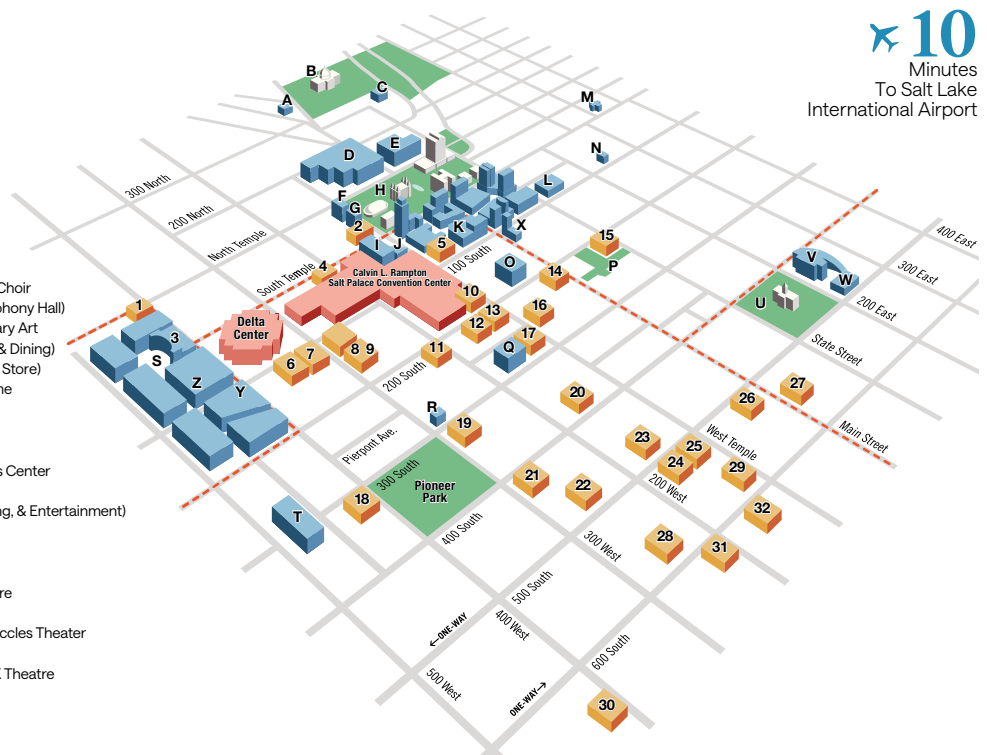 10
Minutes
To Salt Lake
International Airport
B
A
C
M
N
D
E
300 North
200 North
North Temple
South Temple
F
G
H
2
I
J
K
L
X
5
4
100 South
Calvin L. Rampton
Salt Palace Convention Center
Delta
Center
O
14
15
P
10
13
12
16
17
Q
11
6
7
8
9
200 South
1
3
S
Z
Y
V
W
U
400 East
300 East
200 East
State Street
Main Street
Choir
phony Hall)
ary Art
& Dining)
Store)
ne
s Center
ng, & Entertainment)
re
ccles Theater
Theatre
R
19
Pierpont Ave.
300 South
Pioneer
Park
18
T
400 South
20
21
22
23
24
25
26
27
West Temple
29
200 West
32
28
31
300 West
500 South
←ONE-WAY
400 West
600 South
500 West
ONE-WAY→
30